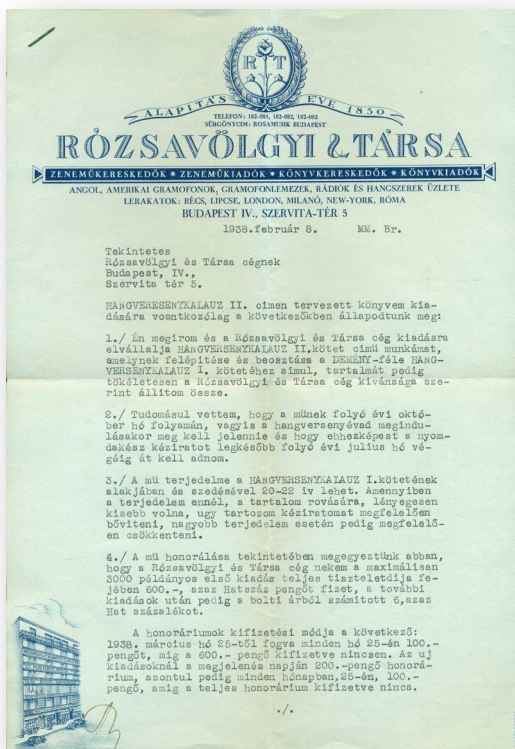 R T
ALAPITÁS ÉVE 1850
TELEFON: 182-081, 182-082, 182-083
SÜRGÖNYCIM: ROSAMUSIK BUDAPEST
RÓZSAVÖLGYI & TÁRSA
ZENEMŰKERESKEDŐK * ZENEMŰKIADÓK * KÖNYVKERESKEDŐK * KÖNYVKIADÓK
ANGOL, AMERIKAI GRAMOFONOK, GRAMOFONLEMEZEK, RÁDIÓK ÉS HANGSZEREK ÜZLETE
LERAKATOK: BÉCS, LIPCSE, LONDON, MILANÓ, NEW-YORK, RÓMA
BUDAPEST IV., SZERVITA-TÉR 5
1938.február 8. MM. Br.
Tekintetes
Rózsavölgyi és Társa cégnek
Budapest, IV.,
Szervita tér 5.
HANGVERESENYKALAUZ II. cimen tervezett könyvem kia-
dására voantkozólag a következőkben állapodtunk meg:
1./ Én megirom és a Rózsavölgyi és Társa cég kiadásra
elvállalja HANGVERSENYKALAUZ II.kötet cimű munkámat,
amelynek felépitése és beosztása a DEMÉNY-féle HANG-
VERSENYKALAUZ I. kötetéhez simul, tartalmát pedig
tökéletesen a Rózsavölgyi és Társa cég kivánsága sze-
rint állitom össze.
2./ Tudomásul vettem, hogy a műnek folyó évi októ-
ber hó folyamán, vagyis a hangversenyévad megindu-
lásakor meg kell jelennie és hogy ehhezképest a nyom-
dakész kéziratot legkésőbb folyó évi julius hó vé-
géig át kell adnom.
3./ A mű terjedelme a HANGVERSENYKALAUZ I.kötetének
alakjában és szedésével 20-22 iv lehet. Amennyiben
a terjedelem ennél, a tartalom rovására, lényegesen
kisebb volna, ugy tartozom kéziratomat megfelelően
bőviteni, nagyobb terjedelem esetén pedig megfelelő-
en csökkenteni.
4./ A mű honorálása tekintetében megegyeztünk abban,
hogy a Rózsavölgyi és Társa cég nekem a maximálisan
3000 példányos első kiadás teljes tiszteletdija fe-
jében 600.-, azaz Hatszáz pengőt fizet, a további
kiadások után pedig a bolti árból számitott 6,azaz
Hat százalékot.
A honoráriumok kifizetési módja a következő:
1938. március hó 25-től fogva minden hó 25-én 100.-
pengőt, mig a 600.- pengő kifizetve nincsen. Az uj
kiadásoknál a megjelenés napján 200.-pengő honorá-
rium, azontul pedig minden hónapban,25-én, 100.-
pengő, amig a teljes honorárium kifizetve nincs.
./.